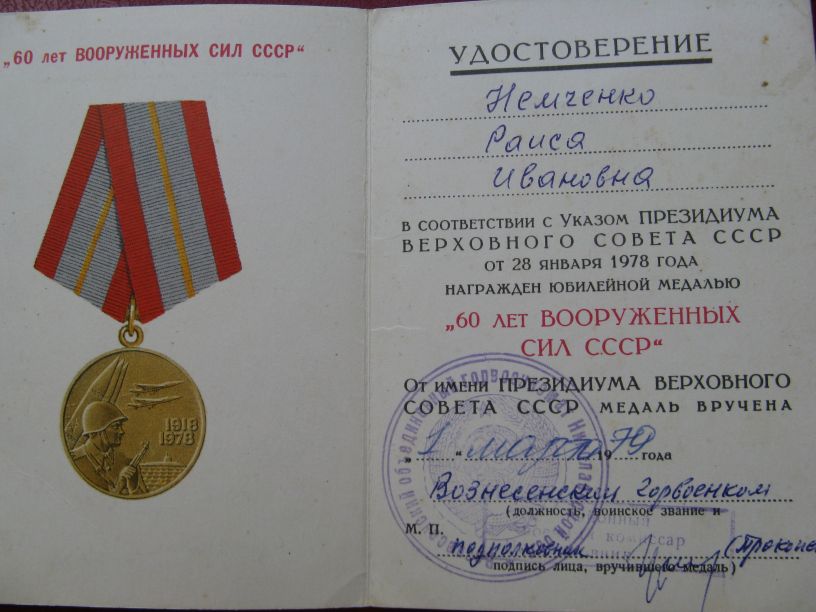 „60 лет ВООРУЖЕННЫХ СИЛ СССР“
1918
1978
УДОСТОВЕРЕНИЕ
Немченко
Раиса
Ивановна
В СООТВЕТСТВИИ С УКАЗОМ ПРЕЗИДИУМА
ВЕРХОВНОГО СОВЕТА СССР
ОТ 28 ЯНВАРЯ 1978 ГОДА
НАГРАЖДЕН ЮБИЛЕЙНОЙ МЕДАЛЬЮ
„60 ЛЕТ ВООРУЖЕННЫХ
СИЛ СССР“
ОТ ИМЕНИ ПРЕЗИДИУМА ВЕРХОВНОГО
СОВЕТА СССР МЕДАЛЬ ВРУЧЕНА
„1“ марта 1979 года
Вознесенским горвоенком
(должность, воинское звание и
М. П. подполковник
подпись лица, вручившего медаль)